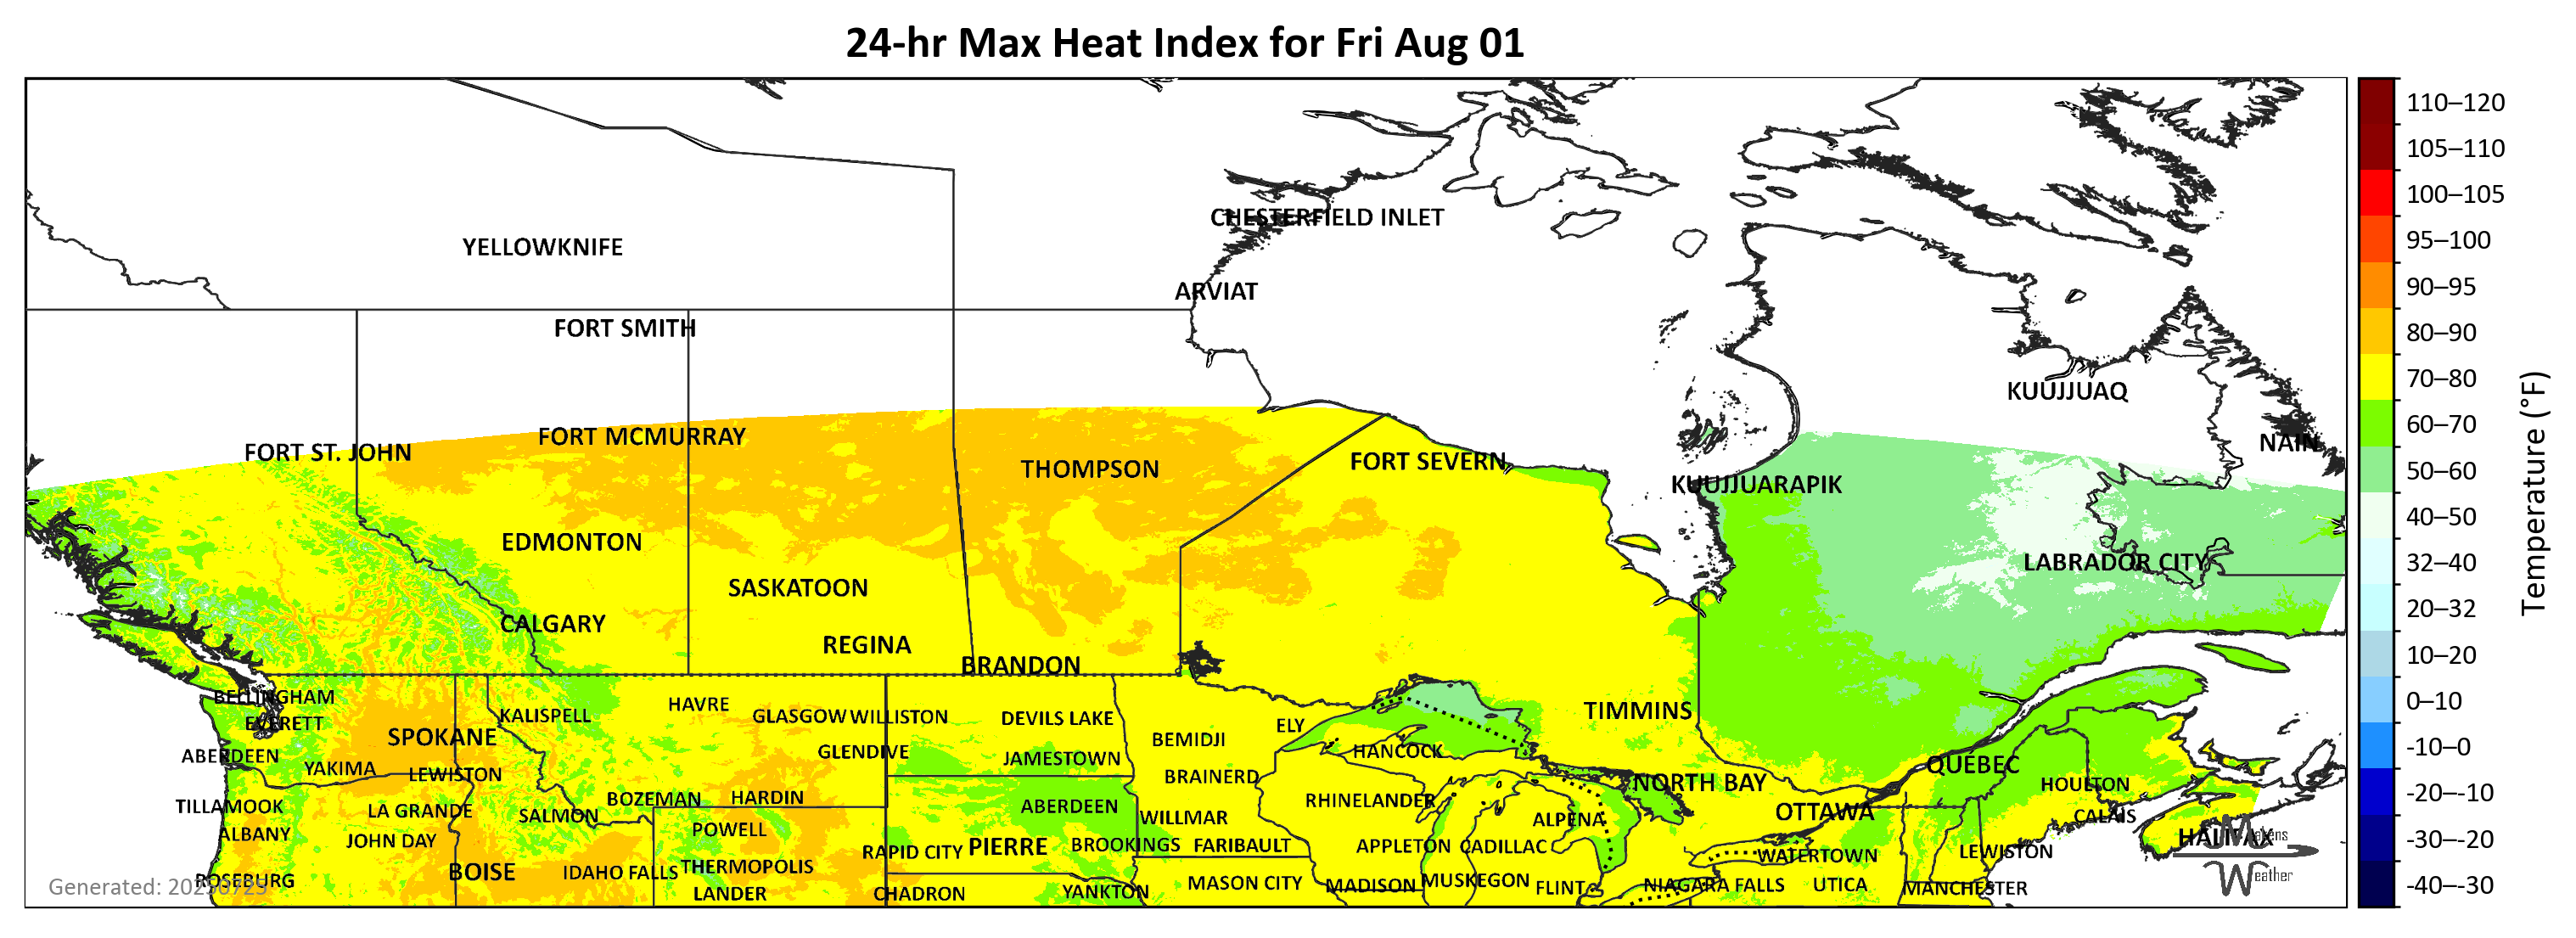 24-hr Max Heat Index for Fri Aug 01
110–120
105–110
CHESTERFIELD INLET
100–105
YELLOWKNIFE
95–100
ARVIAT
90–95
FORT SMITH
80–90
70–80
KUUJJUAQ
60–70
FORT MCMURRAY
NAIN
FORT ST. JOHN
THOMPSON
FORT SEVERN
50–60
KUUJJUARAPIK
Temperature (°F)
40–50
EDMONTON
LABRADOR CITY
32–40
SASKATOON
20–32
CALGARY
REGINA
BRANDON
10–20
BELLINGHAM
HAVRE
0–10
KALISPELL
GLASGOW
WILLISTON
DEVILS LAKE
TIMMINS
EVERETT
ELY
SPOKANE
BEMIDJI
-10–0
ABERDEEN
GLENDIVE
JAMESTOWN
HANCOCK
QUÉBEC
YAKIMA
LEWISTON
BRAINERD
NORTH BAY
HOULTON
-20–-10
TILLAMOOK
LA GRANDE
SALMON
BOZEMAN
HARDIN
ABERDEEN
RHINELANDER
OTTAWA
CALAIS
WILLMAR
ALPENA
ALBANY
JOHN DAY
POWELL
HALIFAX
Makens
Weather
-30–-20
RAPID CITY
PIERRE
BROOKINGS
FARIBAULT
APPLETON
CADILLAC
WATERTOWN
LEWISTON
BOISE
IDAHO FALLS
THERMOPOLIS
ROSEBURG
Generated: 20250725
LANDER
CHADRON
YANKTON
MASON CITY
MADISON
MUSKEGON
FLINT
NIAGARA FALLS
UTICA
MANCHESTER
-40–-30